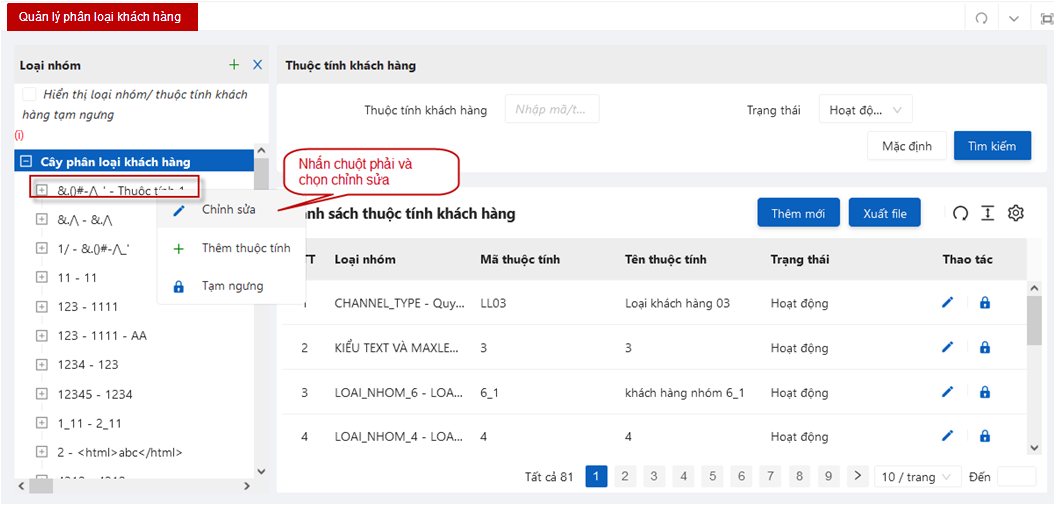 Quản lý phân loại khách hàng
Loại nhóm
Hiển thị loại nhóm/ thuộc tính khách
hàng tạm ngưng
(i)
Cây phân loại khách hàng
&.()#-/\_' - Thuộc tính 1
&./\ - &./\
1/ - &.()#-/\_'
11 - 11
123 - 1111
123 - 1111 - AA
1234 - 123
12345 - 1234
1_11 - 2_11
2 - <html>abc</html>
Chỉnh sửa
Thêm thuộc tính
Tạm ngưng
Nhấn chuột phải và
chọn chỉnh sửa
Thuộc tính khách hàng
Thuộc tính khách hàng Nhập mã/t... Trạng thái Hoạt độ...
Mặc định Tìm kiếm
nh sách thuộc tính khách hàng Thêm mới Xuất file
TT Loại nhóm Mã thuộc tính Tên thuộc tính Trạng thái Thao tác
1 CHANNEL_TYPE - Quy... LL03 Loại khách hàng 03 Hoạt động
2 KIỂU TEXT VÀ MAXLE... 3 3 Hoạt động
3 LOAI_NHOM_6 - LOA... 6_1 khách hàng nhóm 6_1 Hoạt động
4 LOAI_NHOM_4 - LOA... 4 4 Hoạt động
Tất cả 81 1 2 3 4 5 6 7 8 9 10 / trang Đến